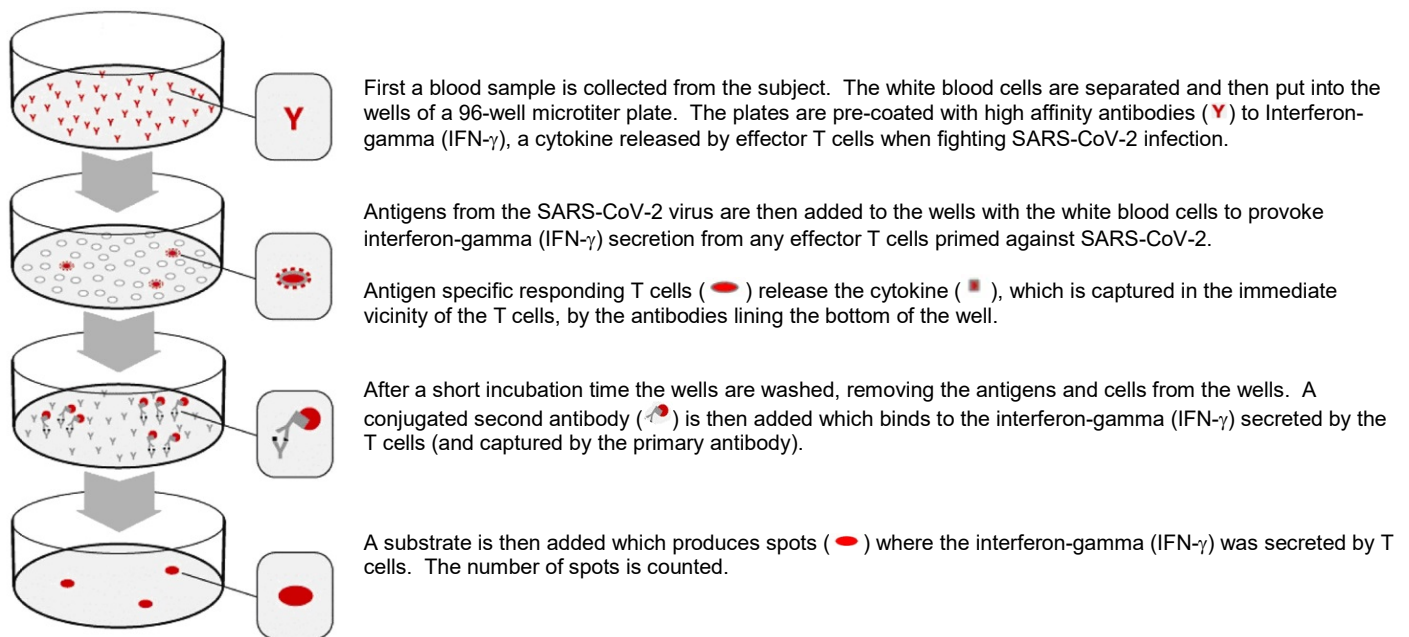 First a blood sample is collected from the subject.  The white blood cells are separated and then put into the
wells of a 96-well microtiter plate.  The plates are pre-coated with high affinity antibodies (Y) to Interferon-
gamma (IFN-γ), a cytokine released by effector T cells when fighting SARS-CoV-2 infection.
Antigens from the SARS-CoV-2 virus are then added to the wells with the white blood cells to provoke
interferon-gamma (IFN-γ) secretion from any effector T cells primed against SARS-CoV-2.
Antigen specific responding T cells ( ) release the cytokine ( ), which is captured in the immediate
vicinity of the T cells, by the antibodies lining the bottom of the well.
After a short incubation time the wells are washed, removing the antigens and cells from the wells.  A
conjugated second antibody ( ) is then added which binds to the interferon-gamma (IFN-γ) secreted by the
T cells (and captured by the primary antibody).
A substrate is then added which produces spots ( ) where the interferon-gamma (IFN-γ) was secreted by T
cells.  The number of spots is counted.